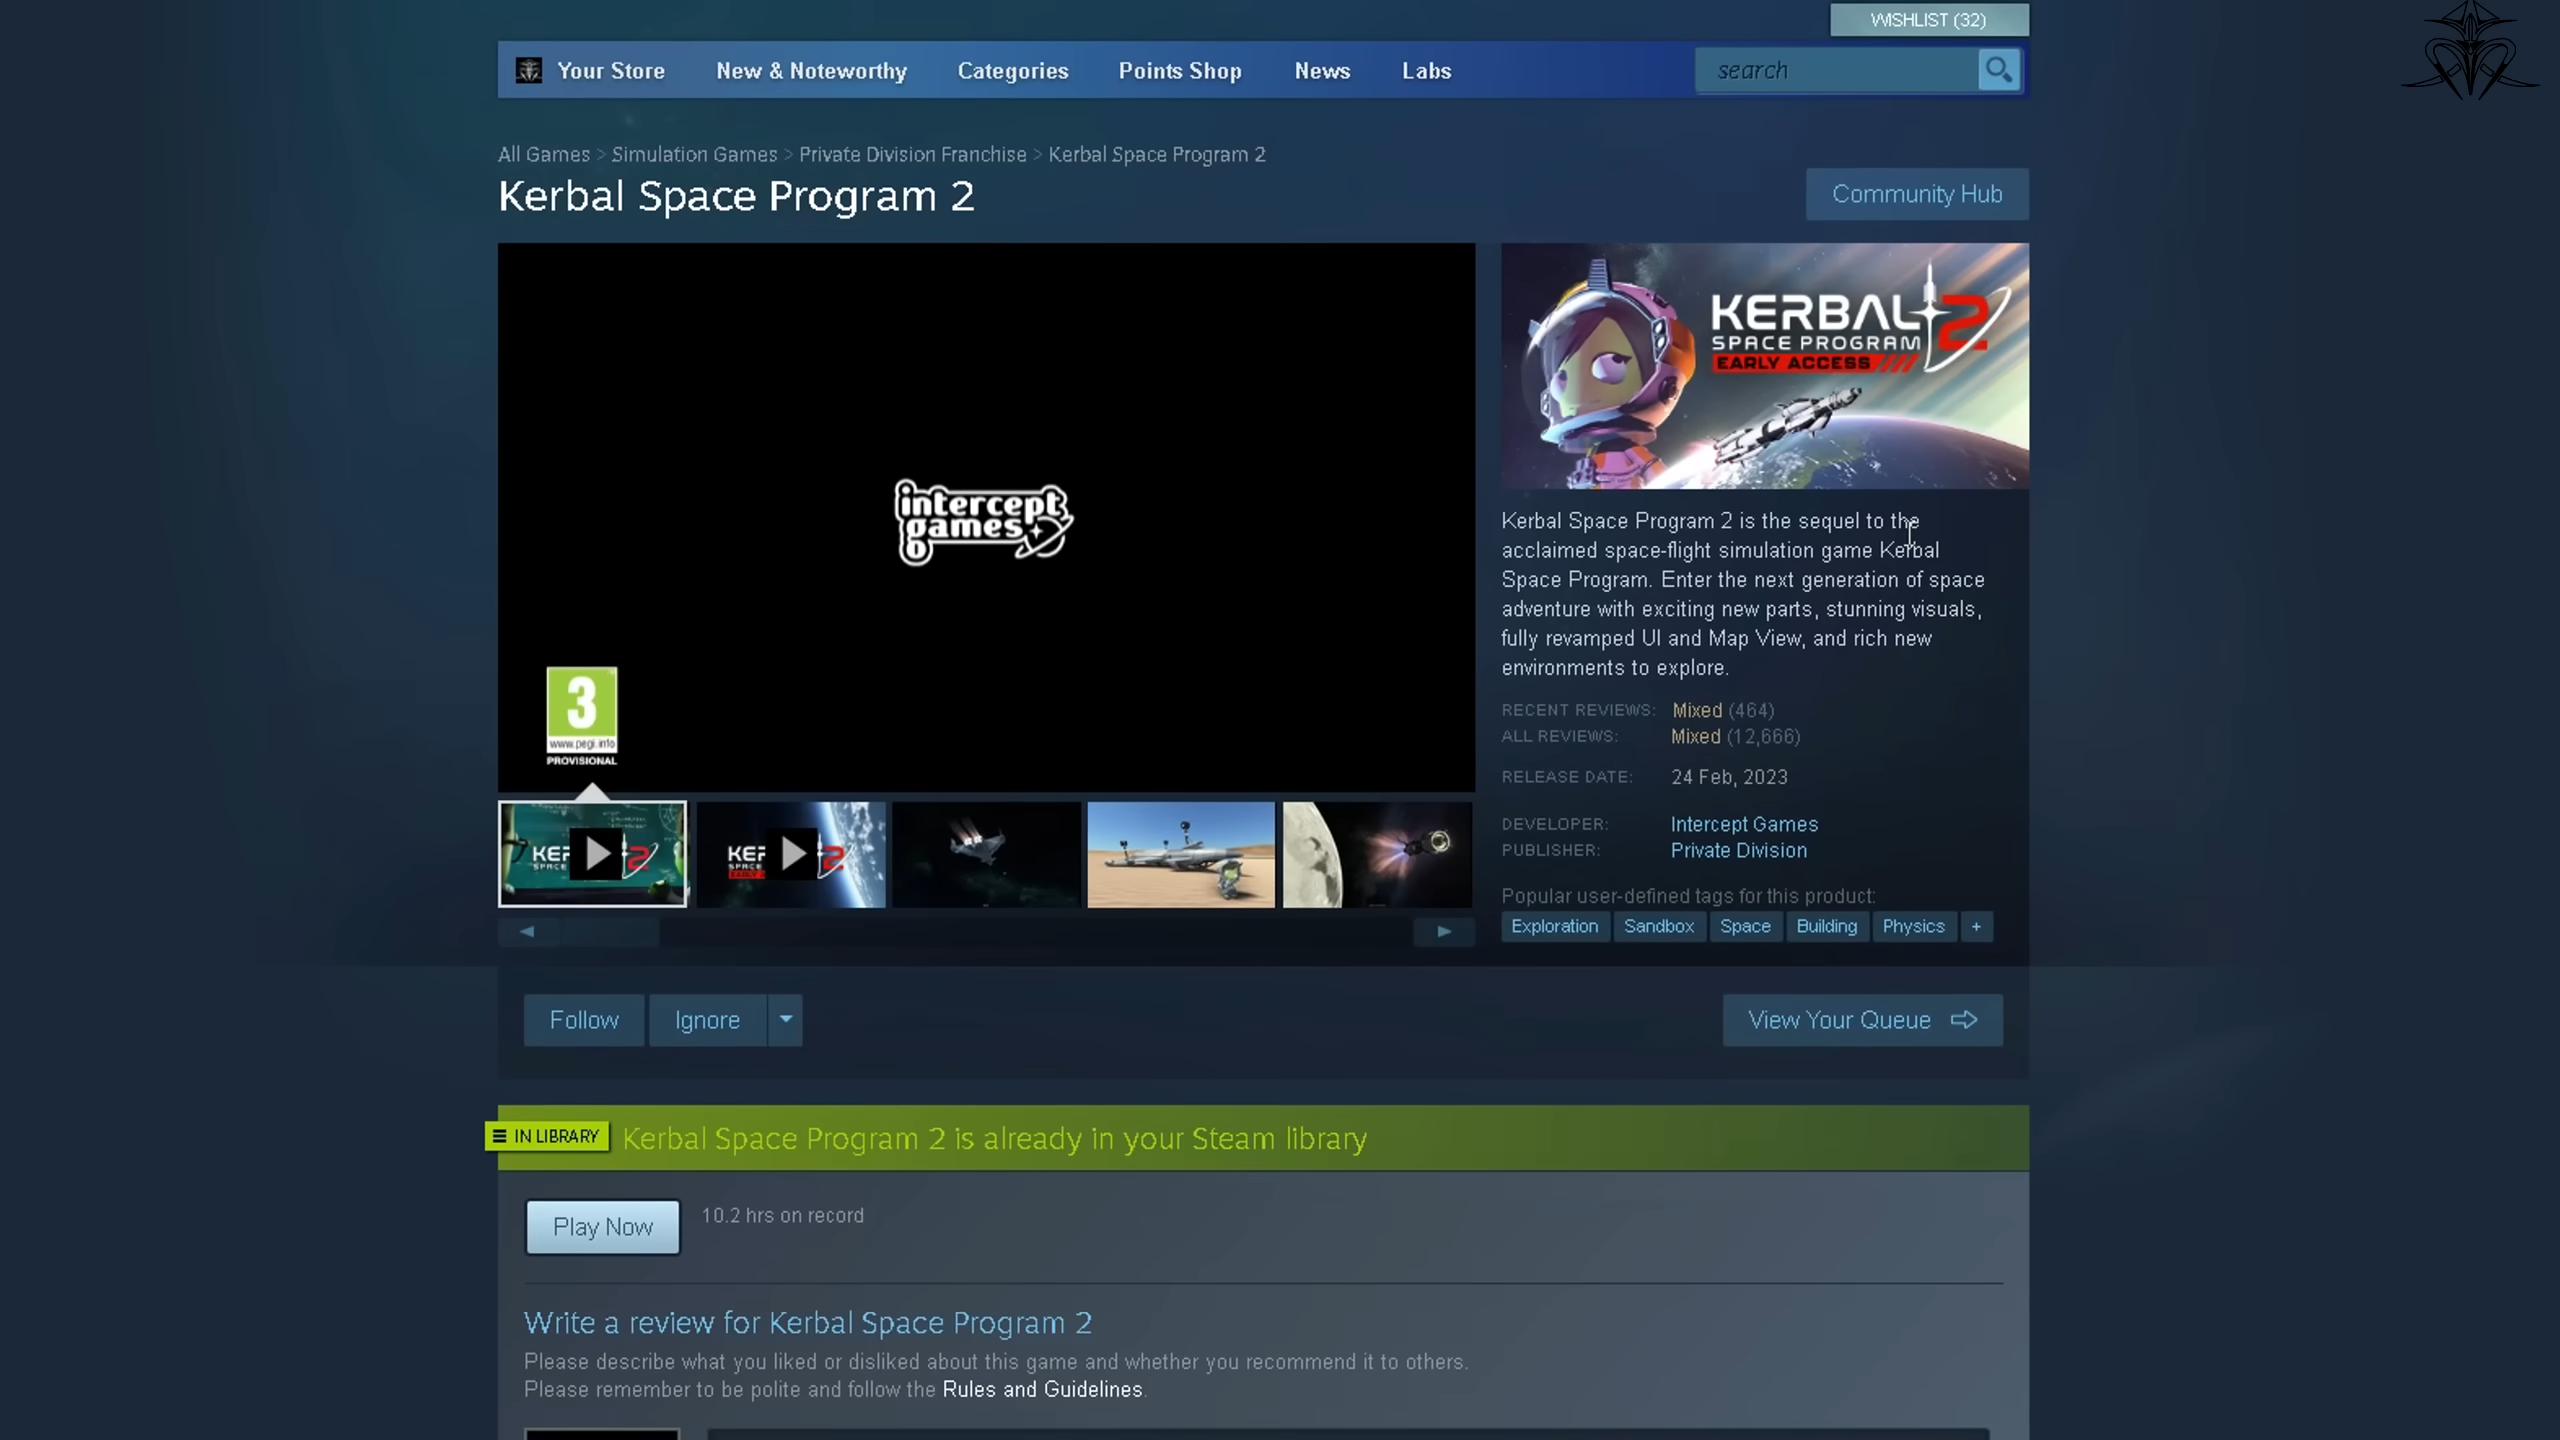 WISHLIST (32)
Your Store
New & Noteworthy
Categories
Points Shop
News
Labs
search
All Games > Simulation Games > Private Division Franchise > Kerbal Space Program 2
Kerbal Space Program 2
Community Hub
intercept
games
3
www.pegi.info
PROVISIONAL
KERBAL 2
SPACE PROGRAM
EARLY ACCESS
Kerbal Space Program 2 is the sequel to the
acclaimed space-flight simulation game Kerbal
Space Program. Enter the next generation of space
adventure with exciting new parts, stunning visuals,
fully revamped UI and Map View, and rich new
environments to explore.
RECENT REVIEWS: Mixed (464)
ALL REVIEWS: Mixed (12,666)
RELEASE DATE: 24 Feb, 2023
DEVELOPER: Intercept Games
PUBLISHER: Private Division
Popular user-defined tags for this product:
Exploration
Sandbox
Space
Building
Physics
+
Follow
Ignore
View Your Queue
IN LIBRARY
Kerbal Space Program 2 is already in your Steam library
Play Now
10.2 hrs on record
Write a review for Kerbal Space Program 2
Please describe what you liked or disliked about this game and whether you recommend it to others.
Please remember to be polite and follow the Rules and Guidelines.